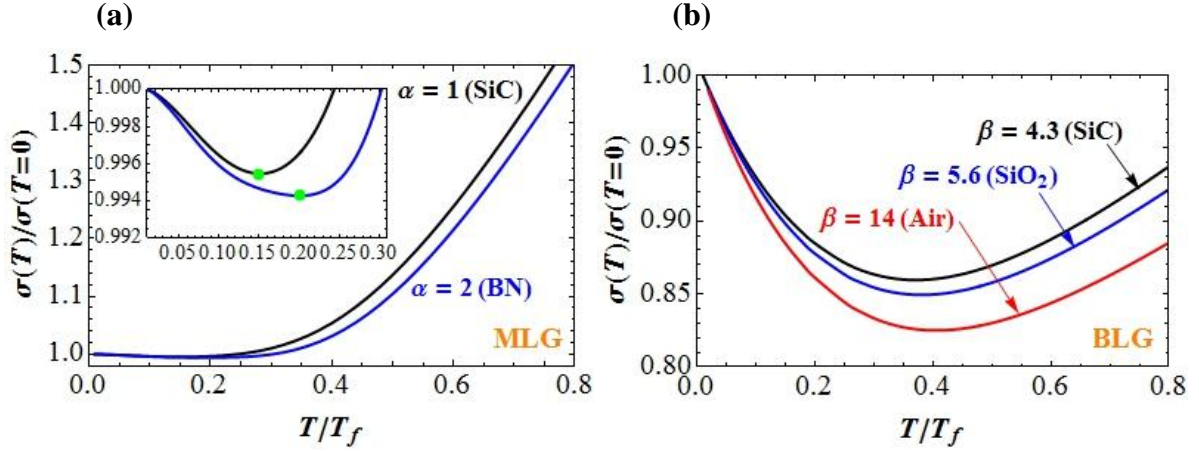 (a)
σ(T)/σ(T=0)
1.5
1.4
1.3
1.2
1.1
1.0
1.000
0.998
0.996
0.995
0.994
0.992
0.05 0.10 0.15 0.20 0.25 0.30
α = 1 (SiC)
α = 2 (BN)
MLG
0.0 0.2 0.4 0.6 0.8
T/T_f
(b)
σ(T)/σ(T=0)
1.00
0.95
0.90
0.85
0.80
β = 4.3 (SiC)
β = 5.6 (SiO₂)
β = 14 (Air)
BLG
0.0 0.2 0.4 0.6 0.8
T/T_f